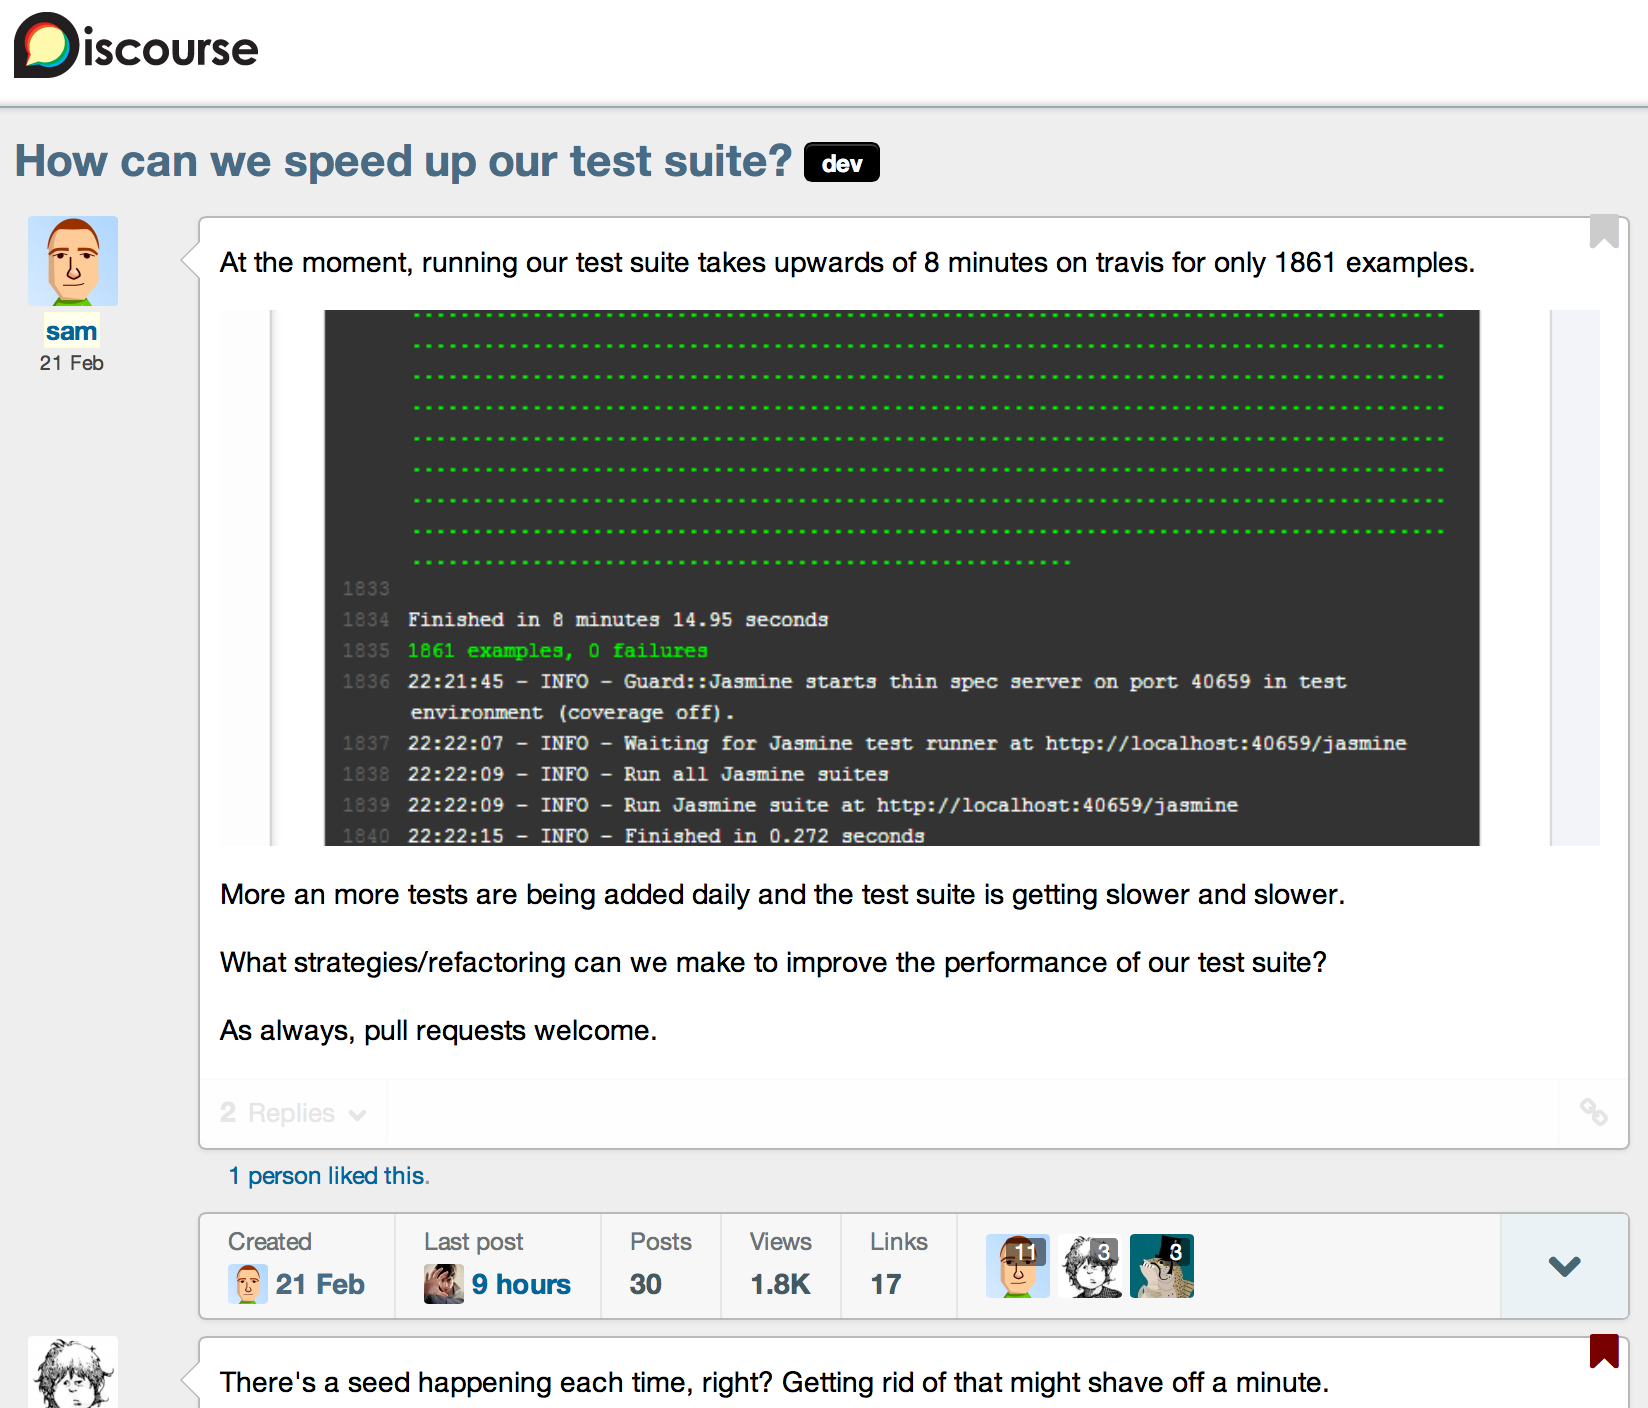 Discourse
How can we speed up our test suite? dev
At the moment, running our test suite takes upwards of 8 minutes on travis for only 1861 examples.
sam
21 Feb
1833
1834 Finished in 8 minutes 14.95 seconds
1835 1861 examples, 0 failures
1836 22:21:45 - INFO - Guard::Jasmine starts thin spec server on port 40659 in test
environment (coverage off).
1837 22:22:07 - INFO - Waiting for Jasmine test runner at http://localhost:40659/jasmine
1838 22:22:09 - INFO - Run all Jasmine suites
1839 22:22:09 - INFO - Run Jasmine suite at http://localhost:40659/jasmine
1840 22:22:15 - INFO - Finished in 0.272 seconds
More an more tests are being added daily and the test suite is getting slower and slower.
What strategies/refactoring can we make to improve the performance of our test suite?
As always, pull requests welcome.
2 Replies
1 person liked this.
Created Last post Posts Views Links
21 Feb 9 hours 30 1.8K 17 11 3 3
There's a seed happening each time, right? Getting rid of that might shave off a minute.